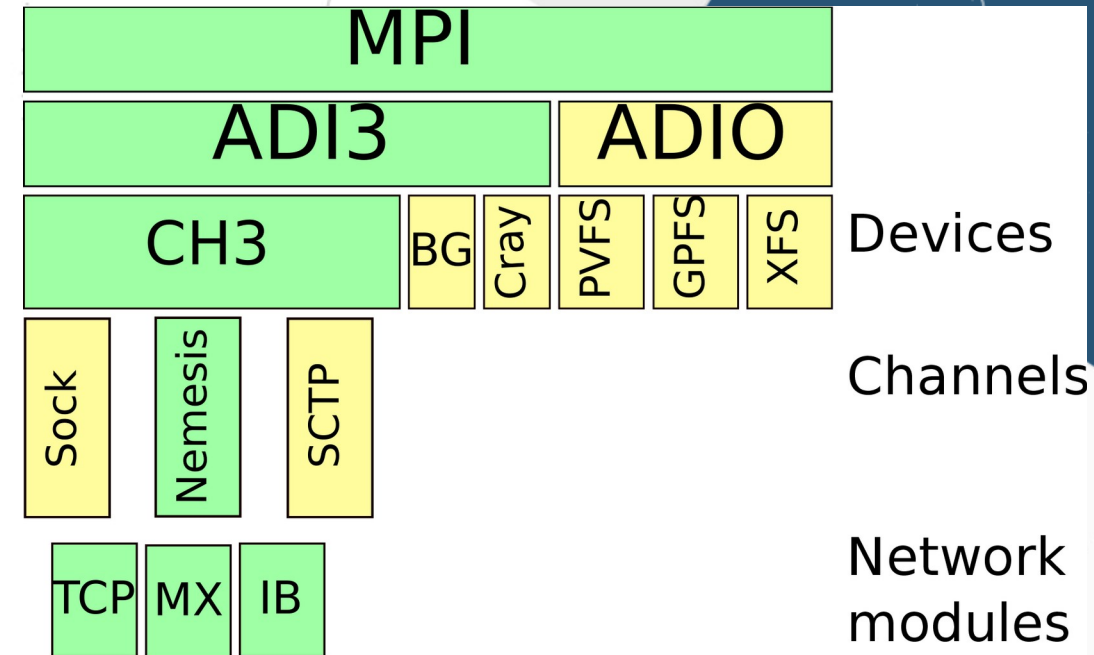 MPI
ADI3 ADIO
CH3 BG Cray PVFS GPFS XFS Devices
Sock Nemesis SCTP Channels
TCP MX IB Network
modules